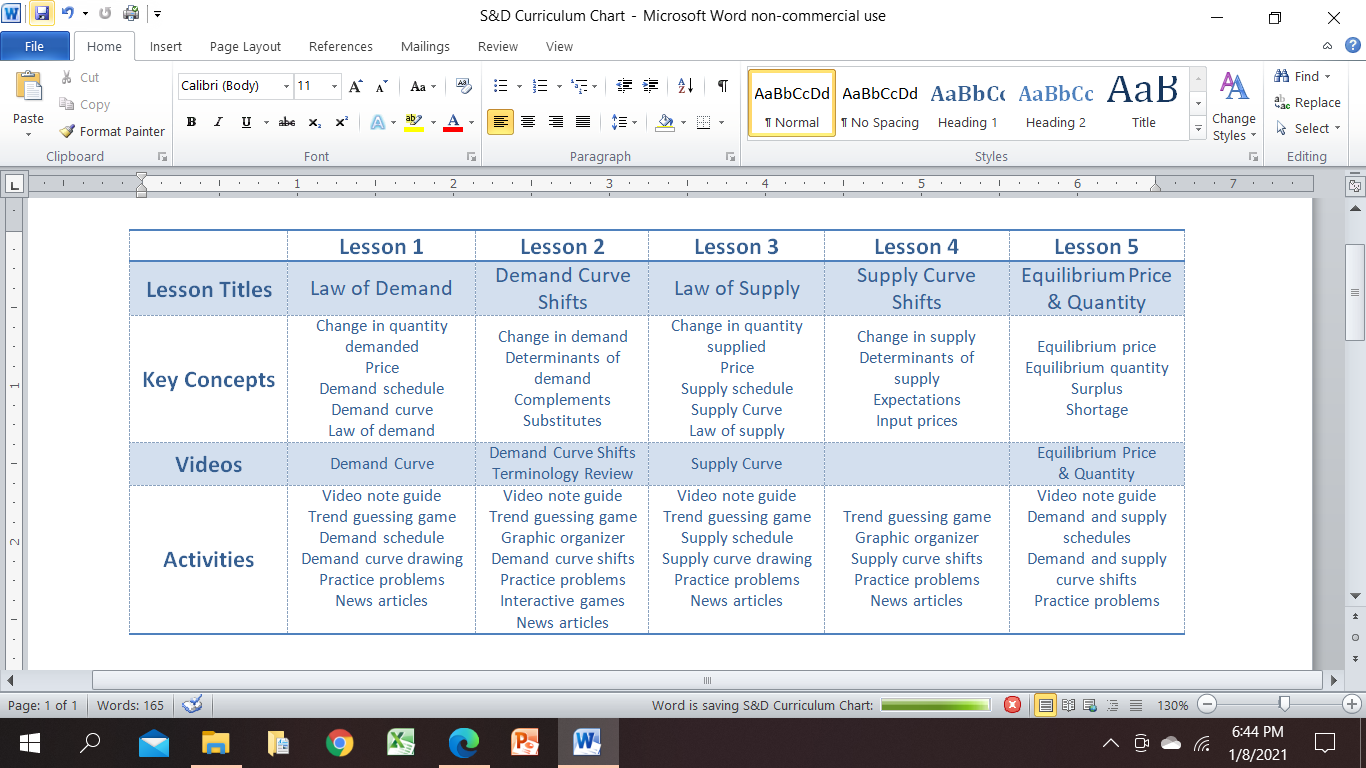 S&D Curriculum Chart - Microsoft Word non-commercial use
File Home Insert Page Layout References Mailings Review View
Paste
Cut
Copy
Format Painter
Clipboard
Calibri (Body) 11
Font
Paragraph
AaBbCcDd AaBbCcDd AaBbCc AaBbCc AaB
¶ Normal ¶ No Spacing Heading 1 Heading 2 Title
Change
Styles
Styles
Find
Replace
Select
Editing
1 2 3 4 5 6 7
Lesson 1 Lesson 2 Lesson 3 Lesson 4 Lesson 5
Lesson Titles
Law of Demand
Demand Curve
Shifts
Law of Supply
Supply Curve
Shifts
Equilibrium Price
& Quantity
Key Concepts
Change in quantity
demanded
Price
Demand schedule
Demand curve
Law of demand
Change in demand
Determinants of
demand
Complements
Substitutes
Change in quantity
supplied
Price
Supply schedule
Supply Curve
Law of supply
Change in supply
Determinants of
supply
Expectations
Input prices
Equilibrium price
Equilibrium quantity
Surplus
Shortage
Videos
Demand Curve
Demand Curve Shifts
Terminology Review
Supply Curve
Equilibrium Price
& Quantity
Activities
Video note guide
Trend guessing game
Demand schedule
Demand curve drawing
Practice problems
News articles
Video note guide
Trend guessing game
Graphic organizer
Demand curve shifts
Practice problems
Interactive games
News articles
Video note guide
Trend guessing game
Supply schedule
Supply curve drawing
Practice problems
News articles
Trend guessing game
Graphic organizer
Supply curve shifts
Practice problems
News articles
Video note guide
Demand and supply
schedules
Demand and supply
curve shifts
Practice problems
1
2
Page: 1 of 1 Words: 165 Word is saving S&D Curriculum Chart: 130%
6:44 PM
1/8/2021